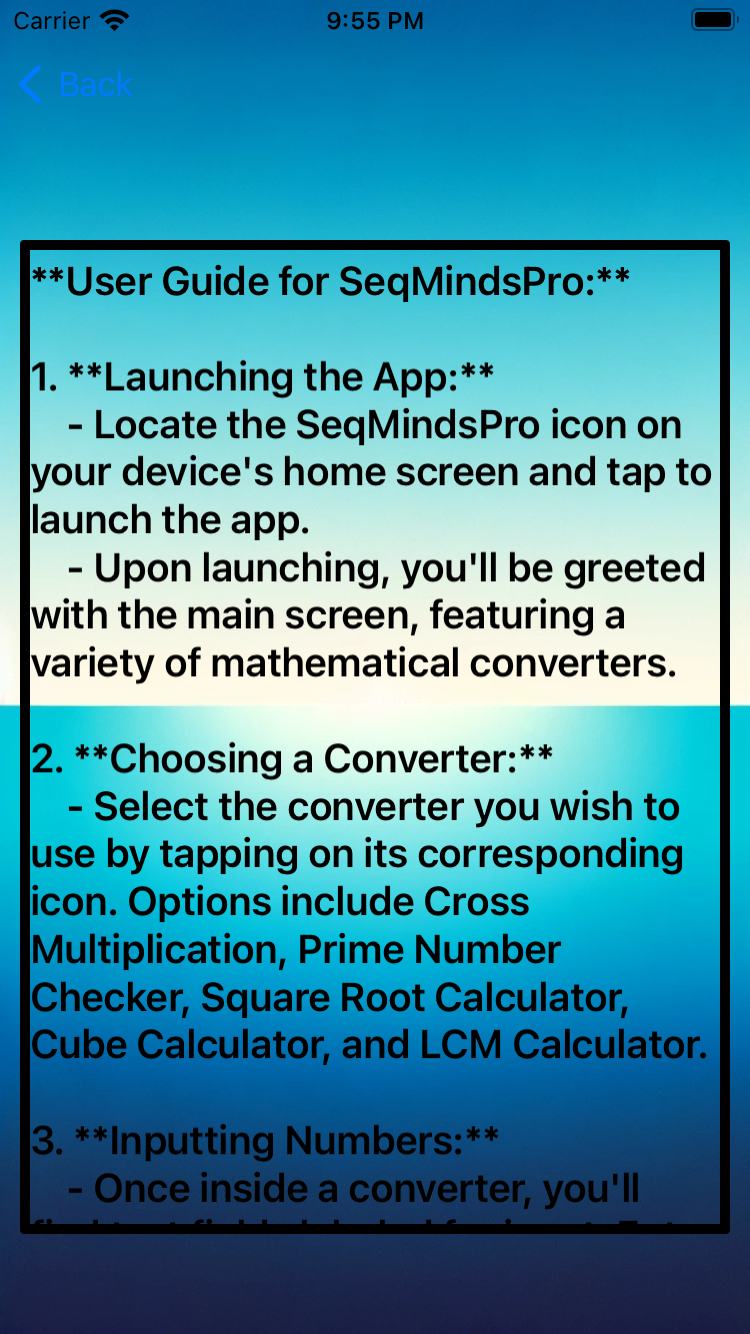 Carrier 9:55 PM
Back
**User Guide for SeqMindsPro:**
1. **Launching the App:**
- Locate the SeqMindsPro icon on
your device's home screen and tap to
launch the app.
- Upon launching, you'll be greeted
with the main screen, featuring a
variety of mathematical converters.
2. **Choosing a Converter:**
- Select the converter you wish to
use by tapping on its corresponding
icon. Options include Cross
Multiplication, Prime Number
Checker, Square Root Calculator,
Cube Calculator, and LCM Calculator.
3. **Inputting Numbers:**
- Once inside a converter, you'll